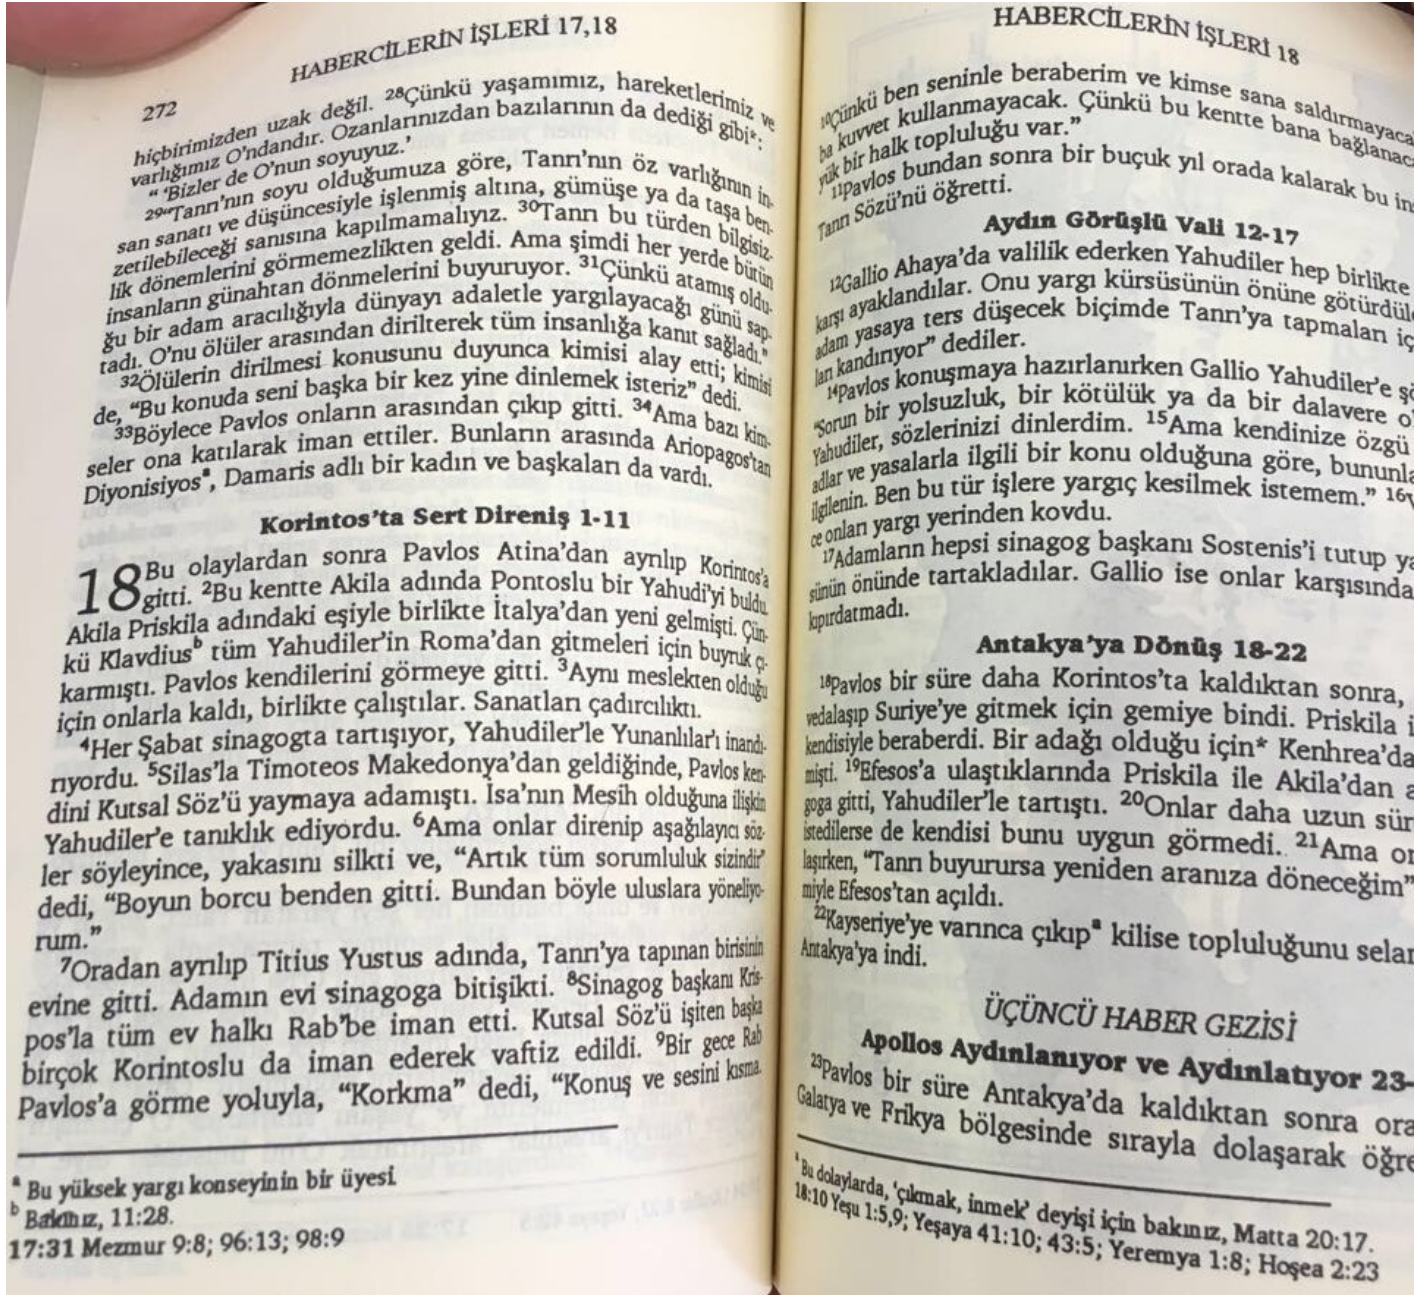 HABERCİLERİN İŞLERİ 17,18
272
hiçbirimizden uzak değil. 28Çünkü yaşamımız, hareketlerimiz ve
varlığımız O'ndandır. Ozanlarınızdan bazılarının da dediği gibi*:
“ ‘Bizler de O'nun soyuyuz.’
29“Tanrı'nın soyu olduğumuza göre, Tanrı'nın öz varlığının in-
san sanatı ve düşüncesiyle işlenmiş altına, gümüşe ya da taşa ben-
zetilebileceği sanısına kapılmamalıyız. 30Tanrı bu türden bilgisiz-
lik dönemlerini görmemezlikten geldi. Ama şimdi her yerde bütün
insanların günahtan dönmelerini buyuruyor. 31Çünkü atamış oldu-
ğu bir adam aracılığıyla dünyayı adaletle yargılayacağı günü sap-
tadı. O'nu ölüler arasından dirilterek tüm insanlığa kanıt sağladı.”
32Ölülerin dirilmesi konusunu duyunca kimisi alay etti; kimisi
de, “Bu konuda seni başka bir kez yine dinlemek isteriz” dedi.
33Böylece Pavlos onların arasından çıkıp gitti. 34Ama bazı kim-
seler ona katılarak iman ettiler. Bunların arasında Ariopagos'tan
Diyonisiyosª, Damaris adlı bir kadın ve başkaları da vardı.
Korintos'ta Sert Direniş 1-11
18 Bu olaylardan sonra Pavlos Atina'dan ayrılıp Korintos'a
gitti. 2Bu kentte Akila adında Pontoslu bir Yahudi'yi buldu.
Akila Priskila adındaki eşiyle birlikte İtalya'dan yeni gelmişti. Çün-
kü Klavdiusᵇ tüm Yahudiler'in Roma'dan gitmeleri için buyruk çı-
karmıştı. Pavlos kendilerini görmeye gitti. 3Aynı meslekten olduğu
için onlarla kaldı, birlikte çalıştılar. Sanatları çadırcılıktı.
4Her Şabat sinagogta tartışıyor, Yahudiler'le Yunanlılar'ı inandı-
rıyordu. 5Silas'la Timoteos Makedonya'dan geldiğinde, Pavlos ken-
dini Kutsal Söz'ü yaymaya adamıştı. İsa'nın Mesih olduğuna ilişkin
Yahudiler'e tanıklık ediyordu. 6Ama onlar direnip aşağılayıcı söz-
ler söyleyince, yakasını silkti ve, “Artık tüm sorumluluk sizindir”
dedi, “Boyun borcu benden gitti. Bundan böyle uluslara yöneliyo-
rum.”
7Oradan ayrılıp Titius Yustus adında, Tanrı'ya tapınan birisinin
evine gitti. Adamın evi sinagoga bitişikti. 8Sinagog başkanı Kris-
pos'la tüm ev halkı Rab'be iman etti. Kutsal Söz'ü işiten başka
birçok Korintoslu da iman ederek vaftiz edildi. 9Bir gece Rab
Pavlos'a görme yoluyla, “Korkma” dedi, “Konuş ve sesini kısma.
ª Bu yüksek yargı konseyinin bir üyesi
ᵇ Bakınız, 11:28.
17:31 Mezmur 9:8; 96:13; 98:9
HABERCİLERİN İŞLERİ 18
10Çünkü ben seninle beraberim ve kimse sana saldırmayaca
ba kuvvet kullanmayacak. Çünkü bu kentte bana bağlanac
yük bir halk topluluğu var.”
11Pavlos bundan sonra bir buçuk yıl orada kalarak bu in
Tanrı Sözü'nü öğretti.
Aydın Görüşlü Vali 12-17
12Gallio Ahaya'da valilik ederken Yahudiler hep birlikte
karşı ayaklandılar. Onu yargı kürsüsünün önüne götürdül
adam yasaya ters düşecek biçimde Tanrı'ya tapmaları iç
ları kandırıyor” dediler.
14Pavlos konuşmaya hazırlanırken Gallio Yahudiler'e şö
“Sorun bir yolsuzluk, bir kötülük ya da bir dalavere o
Yahudiler, sözlerinizi dinlerdim. 15Ama kendinize özgü
adlar ve yasalarla ilgili bir konu olduğuna göre, bununla
ilgilenin. Ben bu tür işlere yargıç kesilmek istemem.” 16
ce onları yargı yerinden kovdu.
17Adamların hepsi sinagog başkanı Sostenis'i tutup ya
sünün önünde tartakladılar. Gallio ise onlar karşısında
kıpırdatmadı.
Antakya'ya Dönüş 18-22
18Pavlos bir süre daha Korintos'ta kaldıktan sonra,
vedalaşıp Suriye'ye gitmek için gemiye bindi. Priskila i
kendisiyle beraberdi. Bir adağı olduğu için* Kenhrea'da
mişti. 19Efesos'a ulaştıklarında Priskila ile Akila'dan a
goga gitti, Yahudiler'le tartıştı. 20Onlar daha uzun sür
istedilerse de kendisi bunu uygun görmedi. 21Ama on
laşırken, “Tanrı buyurursa yeniden aranıza döneceğim”
miyle Efesos'tan açıldı.
22Kayseriye'ye varınca çıkıpª kilise topluluğunu selam
Antakya'ya indi.
ÜÇÜNCÜ HABER GEZİSİ
Apollos Aydınlanıyor ve Aydınlatıyor 23-
23Pavlos bir süre Antakya'da kaldıktan sonra ora
Galatya ve Frikya bölgesinde sırayla dolaşarak öğre
ª Bu dolaylarda, ‘çıkmak, inmek’ deyişi için bakınız, Matta 20:17.
18:10 Yeşu 1:5,9; Yeşaya 41:10; 43:5; Yeremya 1:8; Hoşea 2:23